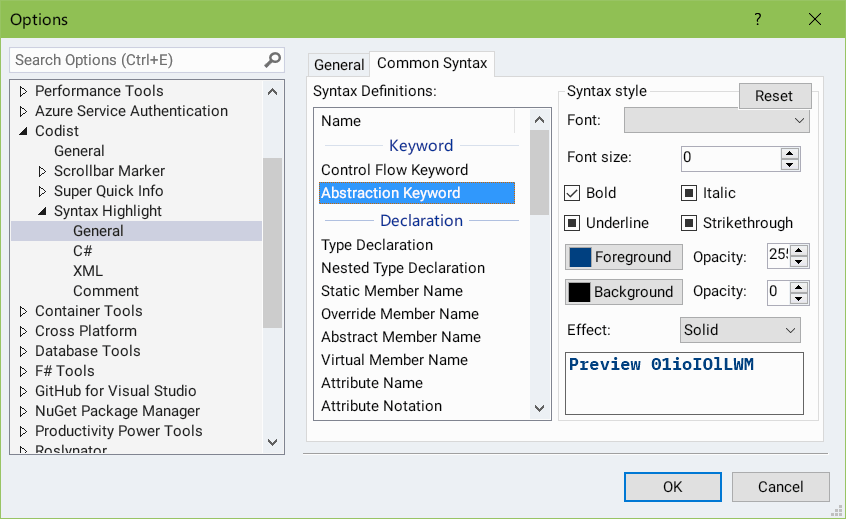 Options
?
Search Options (Ctrl+E)
Performance Tools
Azure Service Authentication
Codist
General
Scrollbar Marker
Super Quick Info
Syntax Highlight
General
C#
XML
Comment
Container Tools
Cross Platform
Database Tools
F# Tools
GitHub for Visual Studio
NuGet Package Manager
Productivity Power Tools
Roslynator
General
Common Syntax
Syntax Definitions:
Name
Keyword
Control Flow Keyword
Abstraction Keyword
Declaration
Type Declaration
Nested Type Declaration
Static Member Name
Override Member Name
Abstract Member Name
Virtual Member Name
Attribute Name
Attribute Notation
Syntax style
Reset
Font:
Font size: 0
Bold Italic
Underline Strikethrough
Foreground Opacity: 255
Background Opacity: 0
Effect: Solid
Preview 01ioIOlLWM
OK Cancel